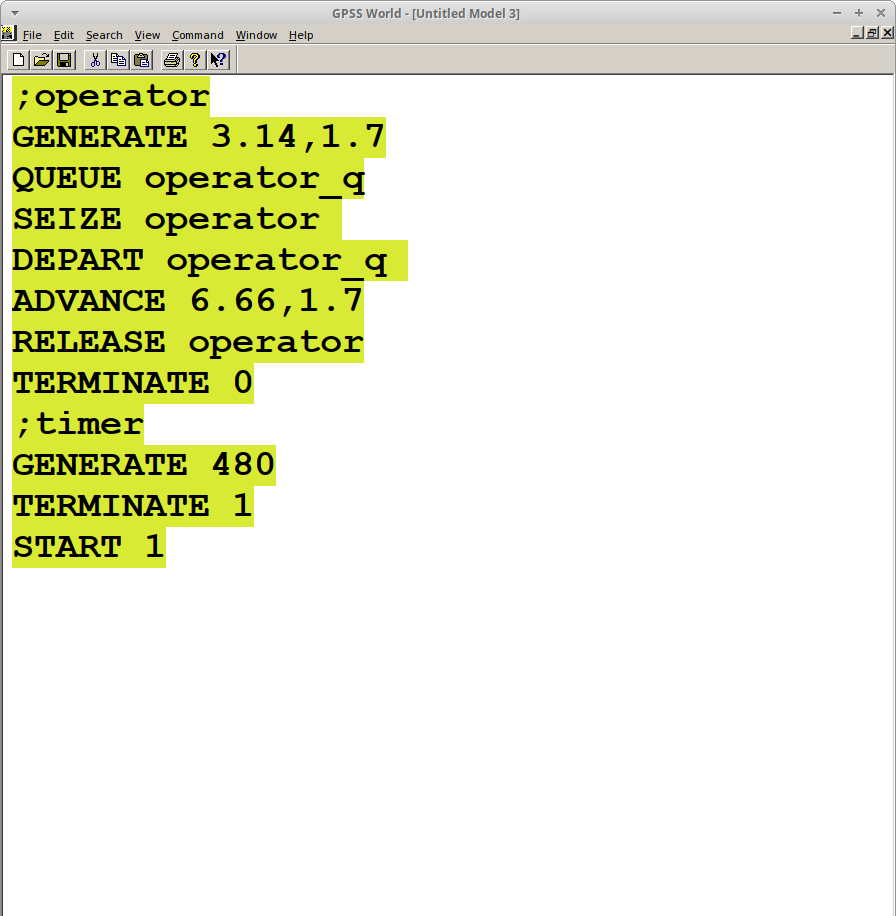 GPSS World - [Untitled Model 3]
File Edit Search View Command Window Help
;operator
GENERATE 3.14,1.7
QUEUE operator_q
SEIZE operator
DEPART operator_q
ADVANCE 6.66,1.7
RELEASE operator
TERMINATE 0
;timer
GENERATE 480
TERMINATE 1
START 1